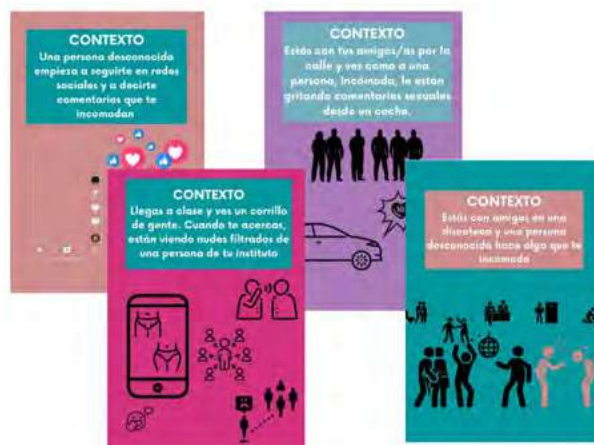 CONTEXTO
Una persona desconocida
empieza a seguirte en redes
sociales y a decirte
comentarios que te
incomodan
CONTEXTO
Estás con tus amigos/as por la
calle y ves como a una
persona, incómoda, le están
gritando comentarios sexuales
desde un coche.
CONTEXTO
Llegas a clase y ves un corrillo
de gente. Cuando te acercas,
están viendo nudes filtrados de
una persona de tu instituto
CONTEXTO
Estás con amigos en una
discoteca y una persona
desconocida hace algo que te
incomoda